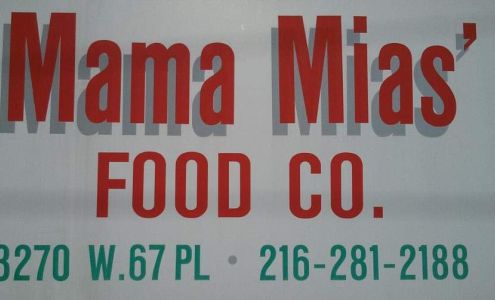 Mama Mias'
FOOD CO.
3270 W.67 PL • 216-281-2188